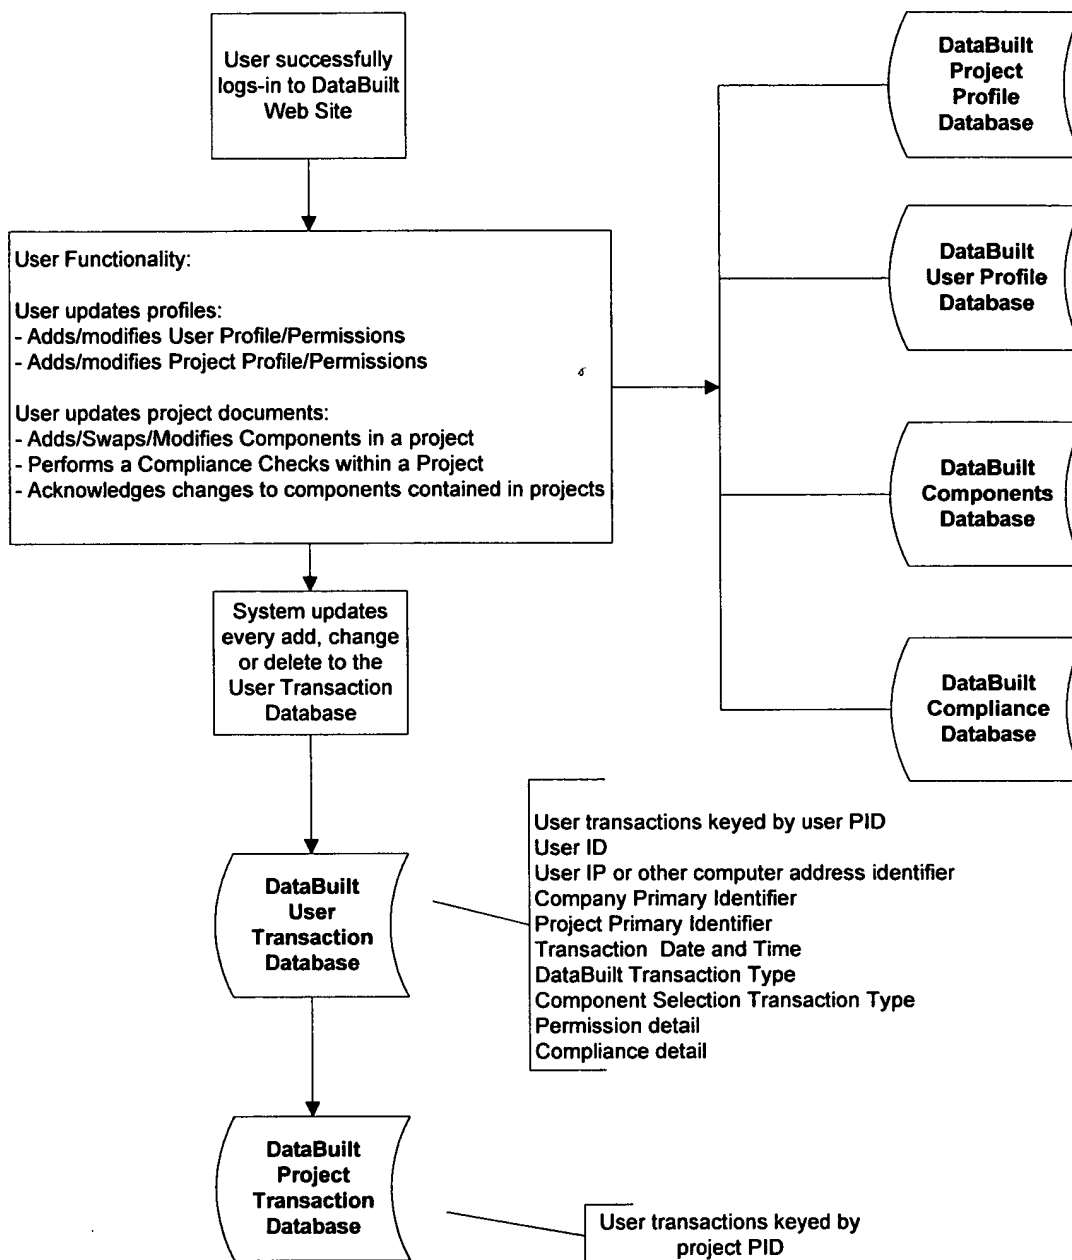 User successfully
logs-in to DataBuilt
Web Site
User Functionality:
User updates profiles:
- Adds/modifies User Profile/Permissions
- Adds/modifies Project Profile/Permissions
User updates project documents:
- Adds/Swaps/Modifies Components in a project
- Performs a Compliance Checks within a Project
- Acknowledges changes to components contained in projects
DataBuilt
Project
Profile
Database
DataBuilt
User Profile
Database
DataBuilt
Components
Database
DataBuilt
Compliance
Database
System updates
every add, change
or delete to the
User Transaction
Database
DataBuilt
User
Transaction
Database
User transactions keyed by user PID
User ID
User IP or other computer address identifier
Company Primary Identifier
Project Primary Identifier
Transaction Date and Time
DataBuilt Transaction Type
Component Selection Transaction Type
Permission detail
Compliance detail
DataBuilt
Project
Transaction
Database
User transactions keyed by
project PID